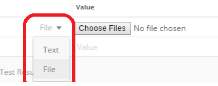 Value
File Choose Files No file chosen
Text Value
File
Test Resu